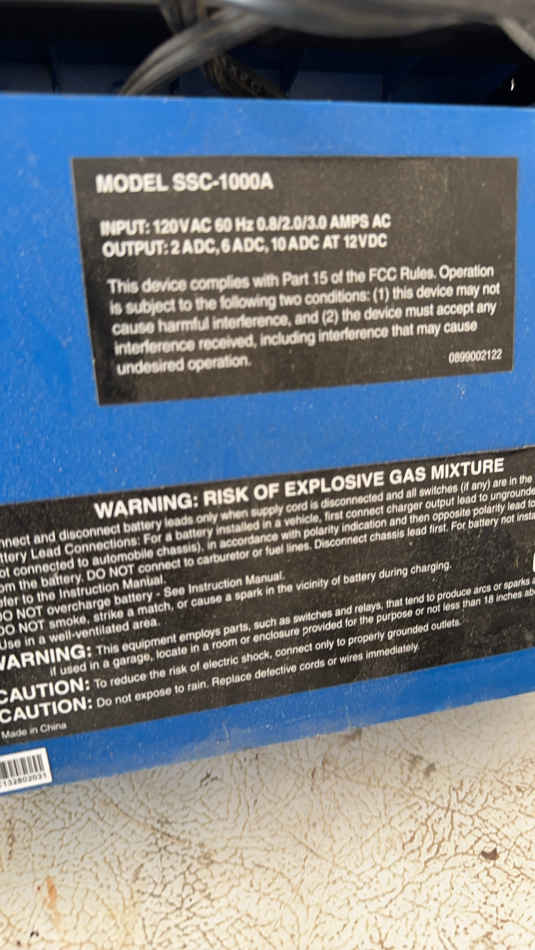 MODEL SSC-1000A
INPUT: 120VAC 60 Hz 0.8/2.0/3.0 AMPS AC
OUTPUT: 2 ADC, 6 ADC, 10 ADC AT 12VDC
This device complies with Part 15 of the FCC Rules. Operation
is subject to the following two conditions: (1) this device may not
cause harmful interference, and (2) the device must accept any
interference received, including interference that may cause
undesired operation.
0899002122
WARNING: RISK OF EXPLOSIVE GAS MIXTURE
nnect and disconnect battery leads only when supply cord is disconnected and all switches (if any) are in the
ttery Lead Connections: For a battery installed in a vehicle, first connect charger output lead to ungrounde
ot connected to automobile chassis), in accordance with polarity indication and then opposite polarity lead to
om the battery. DO NOT connect to carburetor or fuel lines. Disconnect chassis lead first. For battery not insta
efer to the Instruction Manual.
DO NOT overcharge battery - See Instruction Manual.
DO NOT smoke, strike a match, or cause a spark in the vicinity of battery during charging.
Use in a well-ventilated area.
WARNING: This equipment employs parts, such as switches and relays, that tend to produce arcs or sparks
if used in a garage, locate in a room or enclosure provided for the purpose or not less than 18 inches ab
CAUTION: To reduce the risk of electric shock, connect only to properly grounded outlets.
CAUTION: Do not expose to rain. Replace defective cords or wires immediately.
Made in China
132802031